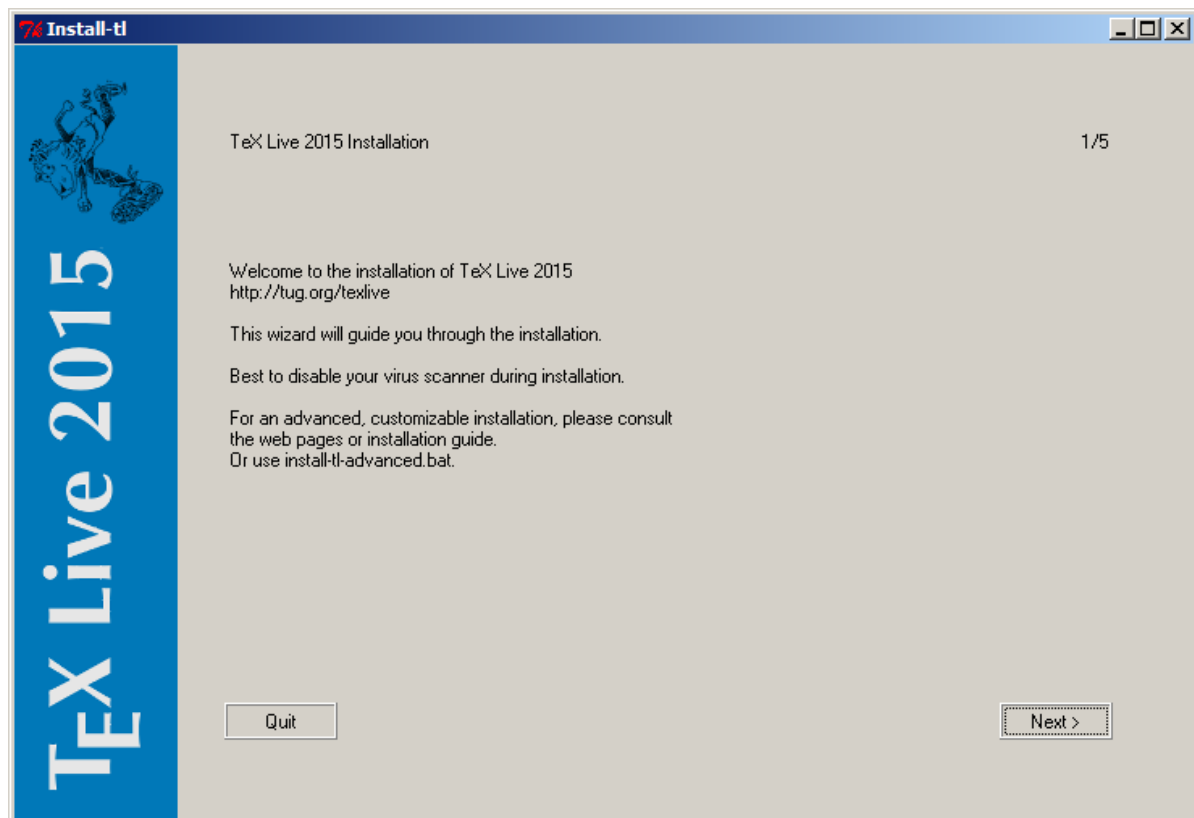 Install-tl
TeX Live 2015
TeX Live 2015 Installation
1/5
Welcome to the installation of TeX Live 2015
http://tug.org/texlive
This wizard will guide you through the installation.
Best to disable your virus scanner during installation.
For an advanced, customizable installation, please consult
the web pages or installation guide.
Or use install-tl-advanced.bat.
Quit
Next >